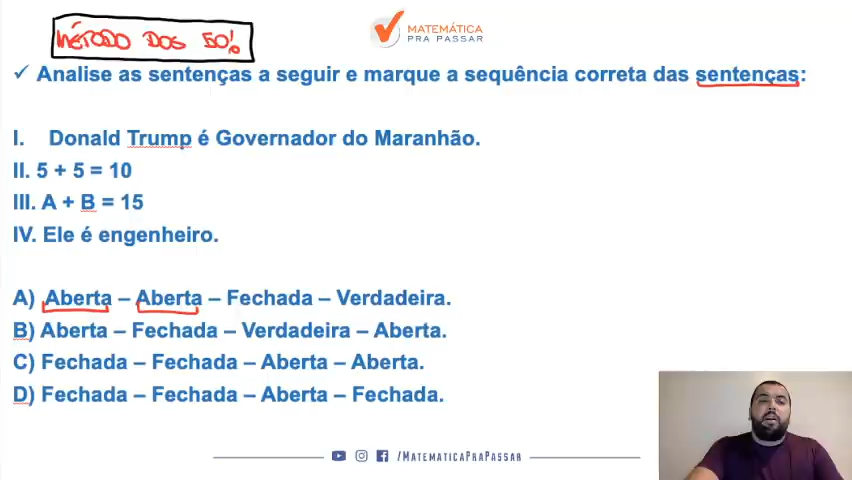 MÉTODO DOS 50!
MATEMÁTICA
PRA PASSAR
✓ Analise as sentenças a seguir e marque a sequência correta das sentenças:
I. Donald Trump é Governador do Maranhão.
II. 5 + 5 = 10
III. A + B = 15
IV. Ele é engenheiro.
A) Aberta – Aberta – Fechada – Verdadeira.
B) Aberta – Fechada – Verdadeira – Aberta.
C) Fechada – Fechada – Aberta – Aberta.
D) Fechada – Fechada – Aberta – Fechada.
/MATEMATICAPRAPASSAR